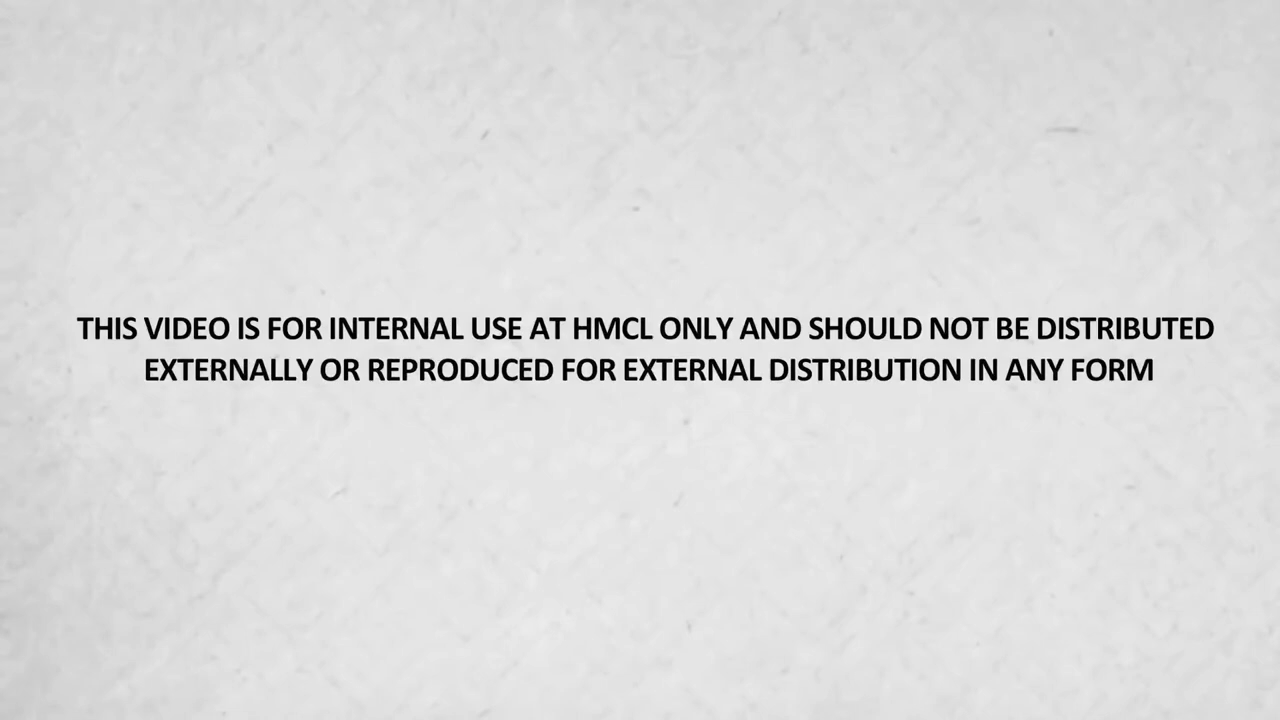 THIS VIDEO IS FOR INTERNAL USE AT HMCL ONLY AND SHOULD NOT BE DISTRIBUTED
EXTERNALLY OR REPRODUCED FOR EXTERNAL DISTRIBUTION IN ANY FORM